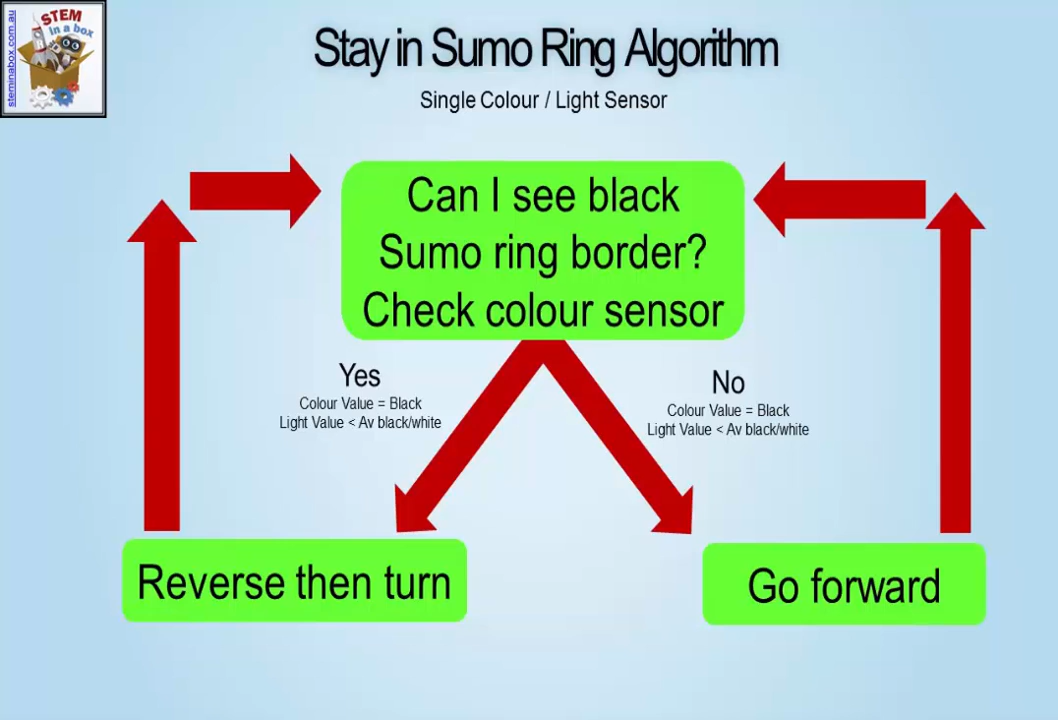 STEM
in a box
steminabox.com.au
Stay in Sumo Ring Algorithm
Single Colour / Light Sensor
Can I see black
Sumo ring border?
Check colour sensor
Yes
Colour Value = Black
Light Value < Av black/white
No
Colour Value = Black
Light Value < Av black/white
Reverse then turn
Go forward